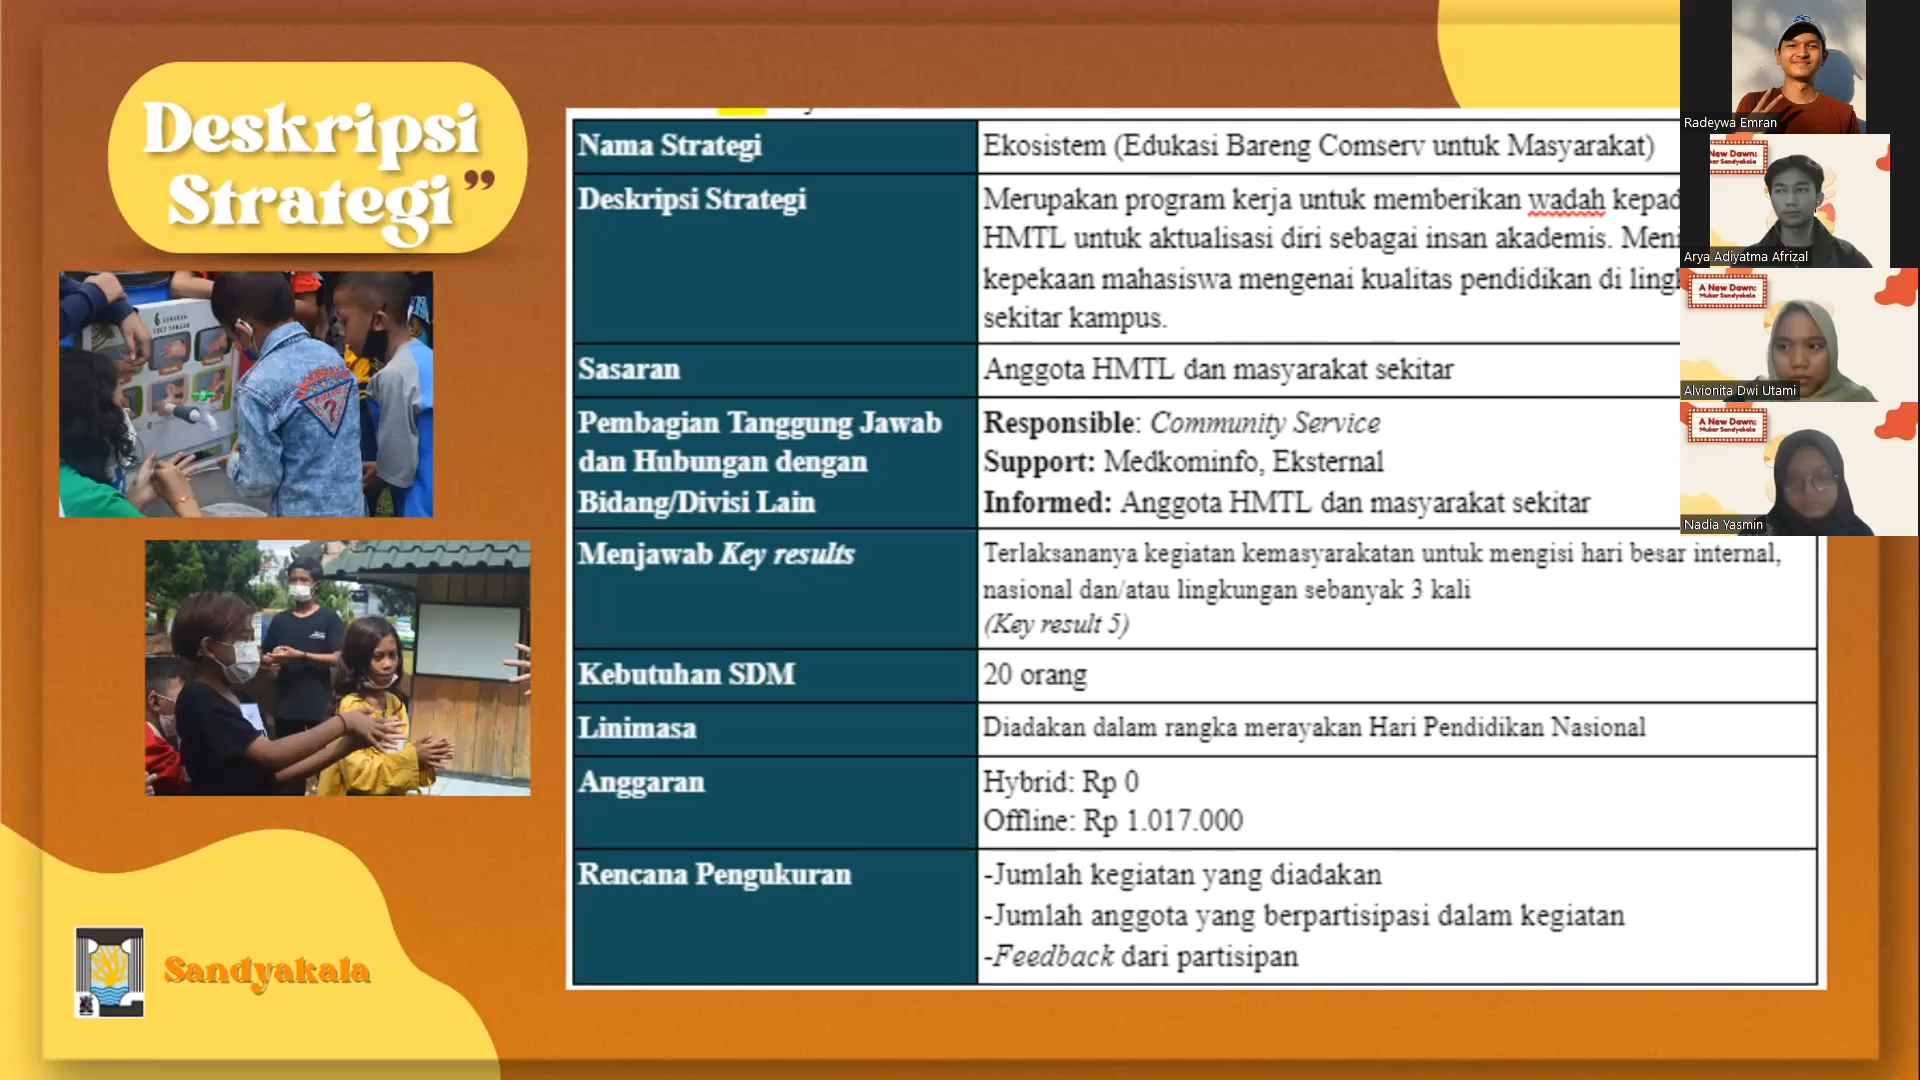 Deskripsi
Strategi”
Nama Strategi
Ekosistem (Edukasi Bareng Comserv untuk Masyarakat)
Deskripsi Strategi
Merupakan program kerja untuk memberikan wadah
HMTL untuk aktualisasi diri sebagai insan akademis.
kepekaan mahasiswa mengenai kualitas pendidikan di
sekitar kampus.
Sasaran
Anggota HMTL dan masyarakat sekitar
Pembagian Tanggung Jawab
dan Hubungan dengan
Bidang/Divisi Lain
Responsible: Community Service
Support: Medkominfo, Eksternal
Informed: Anggota HMTL dan masyarakat sekitar
Menjawab Key results
Terlaksananya kegiatan kemasyarakatan untuk mengisi hari besar internal,
nasional dan/atau lingkungan sebanyak 3 kali
(Key result 5)
Kebutuhan SDM
20 orang
Linimasa
Diadakan dalam rangka merayakan Hari Pendidikan Nasional
Anggaran
Hybrid: Rp 0
Offline: Rp 1.017.000
Rencana Pengukuran
-Jumlah kegiatan yang diadakan
-Jumlah anggota yang berpartisipasi dalam kegiatan
-Feedback dari partisipan
Sandyakala
Radeywa Emran
New Dawn:
Sandyakala
Arya Adiyatma Afrizal
A New Dawn:
Muker Sandyakala
Alvionita Dwi Utami
A New Dawn:
Muker Sandyakala
Nadia Yasmin